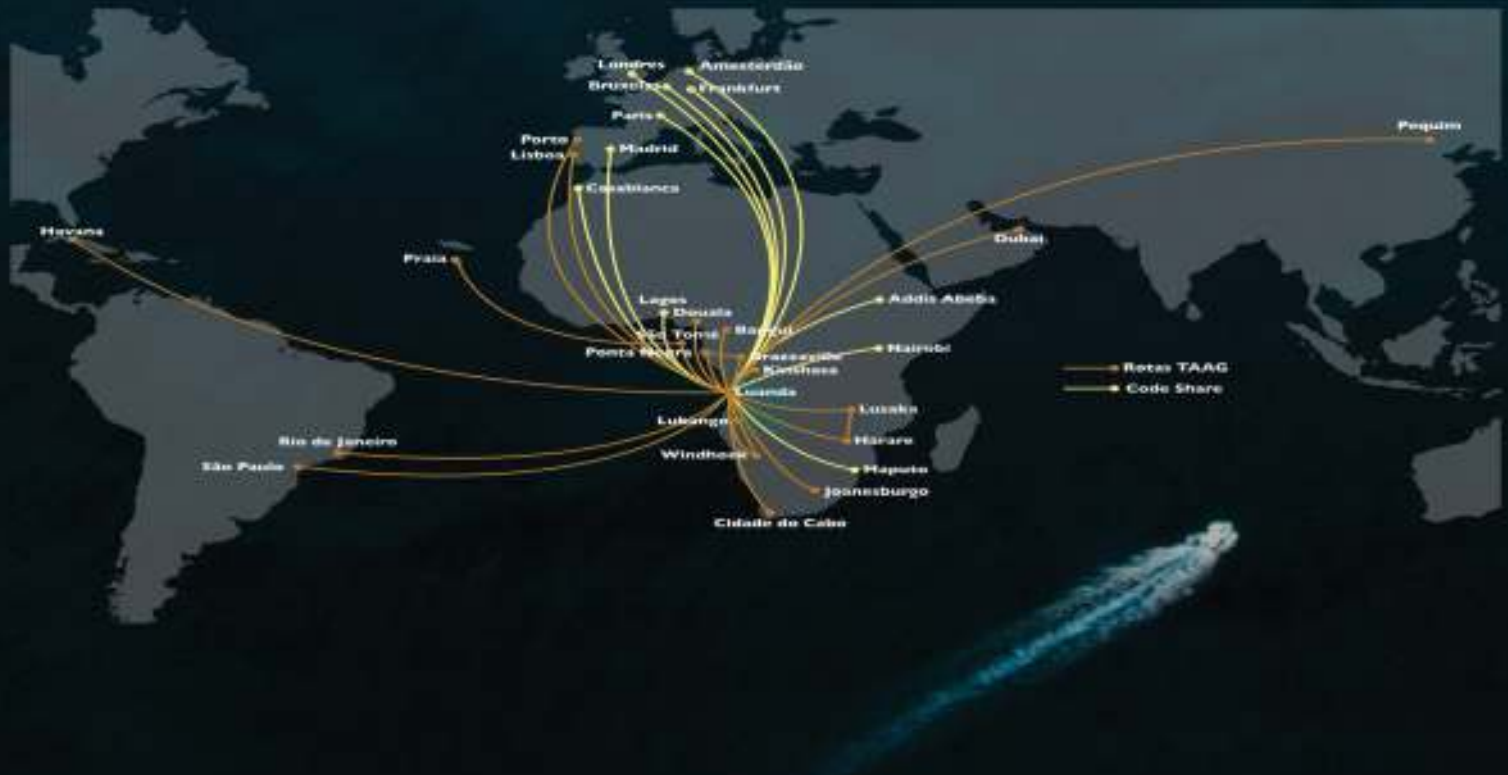 Londres
Amesterdão
Bruxelas
Frankfurt
Paris
Porto
Lisboa
Madrid
Pequim
Casablanca
Havana
Praia
Dubai
Lagos
Douala
Addis Abeba
São Tomé
Bangui
Ponta Negra
Brazzaville
Nairobi
Kinshasa
Luanda
Rotas TAAG
Code Share
Lubango
Lusaka
Rio de Janeiro
Harare
Windhoek
São Paulo
Maputo
Joanesburgo
Cidade do Cabo